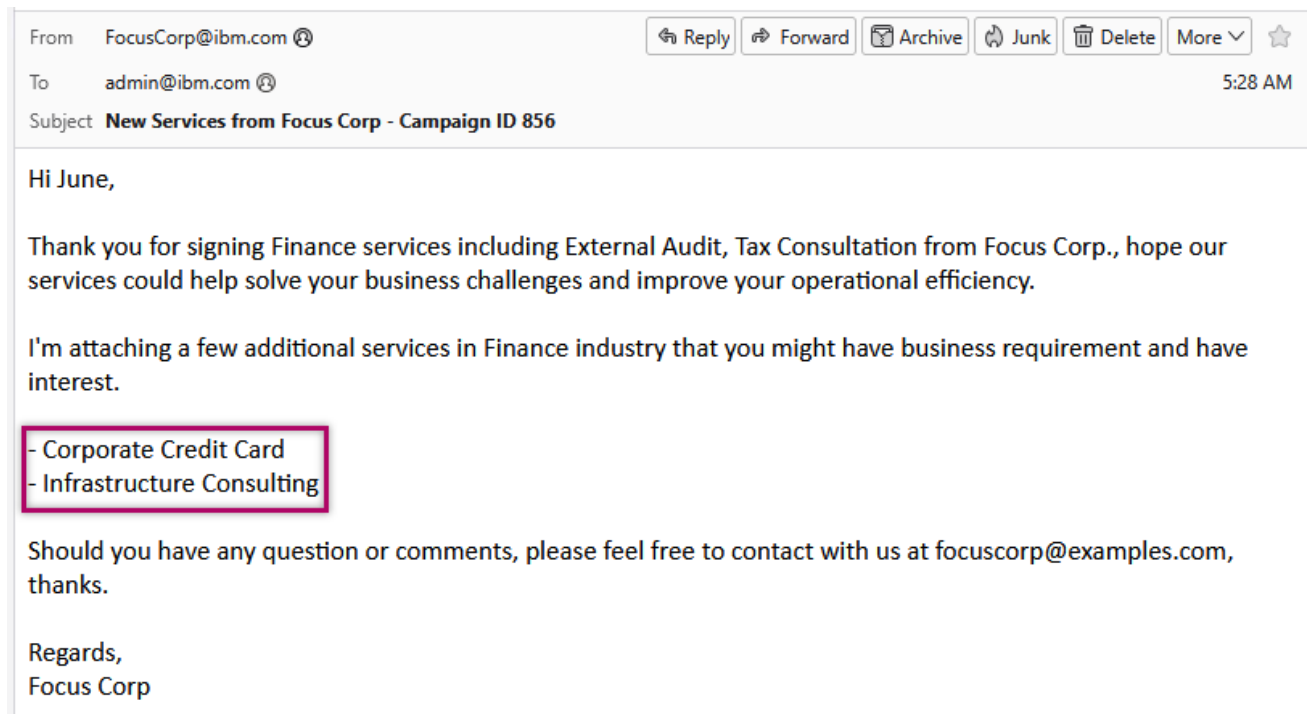 From FocusCorp@ibm.com Reply Forward Archive Junk Delete More
To admin@ibm.com 5:28 AM
Subject New Services from Focus Corp - Campaign ID 856
Hi June,
Thank you for signing Finance services including External Audit, Tax Consultation from Focus Corp., hope our
services could help solve your business challenges and improve your operational efficiency.
I'm attaching a few additional services in Finance industry that you might have business requirement and have
interest.
- Corporate Credit Card
- Infrastructure Consulting
Should you have any question or comments, please feel free to contact with us at focuscorp@examples.com,
thanks.
Regards,
Focus Corp